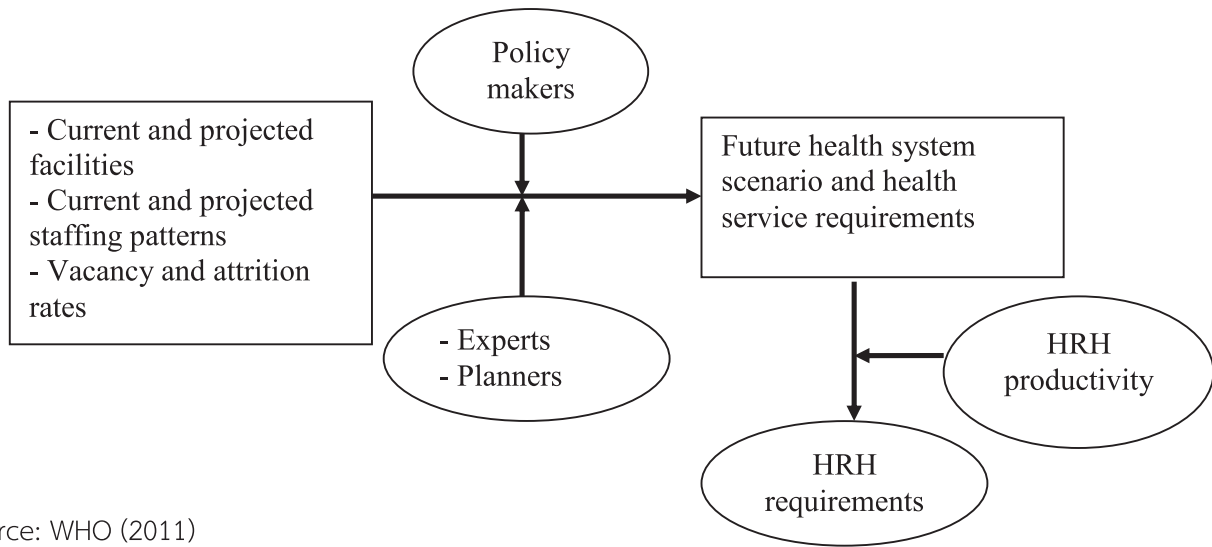 Policy
makers
- Current and projected
facilities
- Current and projected
staffing patterns
- Vacancy and attrition
rates
Future health system
scenario and health
service requirements
- Experts
- Planners
HRH
productivity
HRH
requirements
rce: WHO (2011)